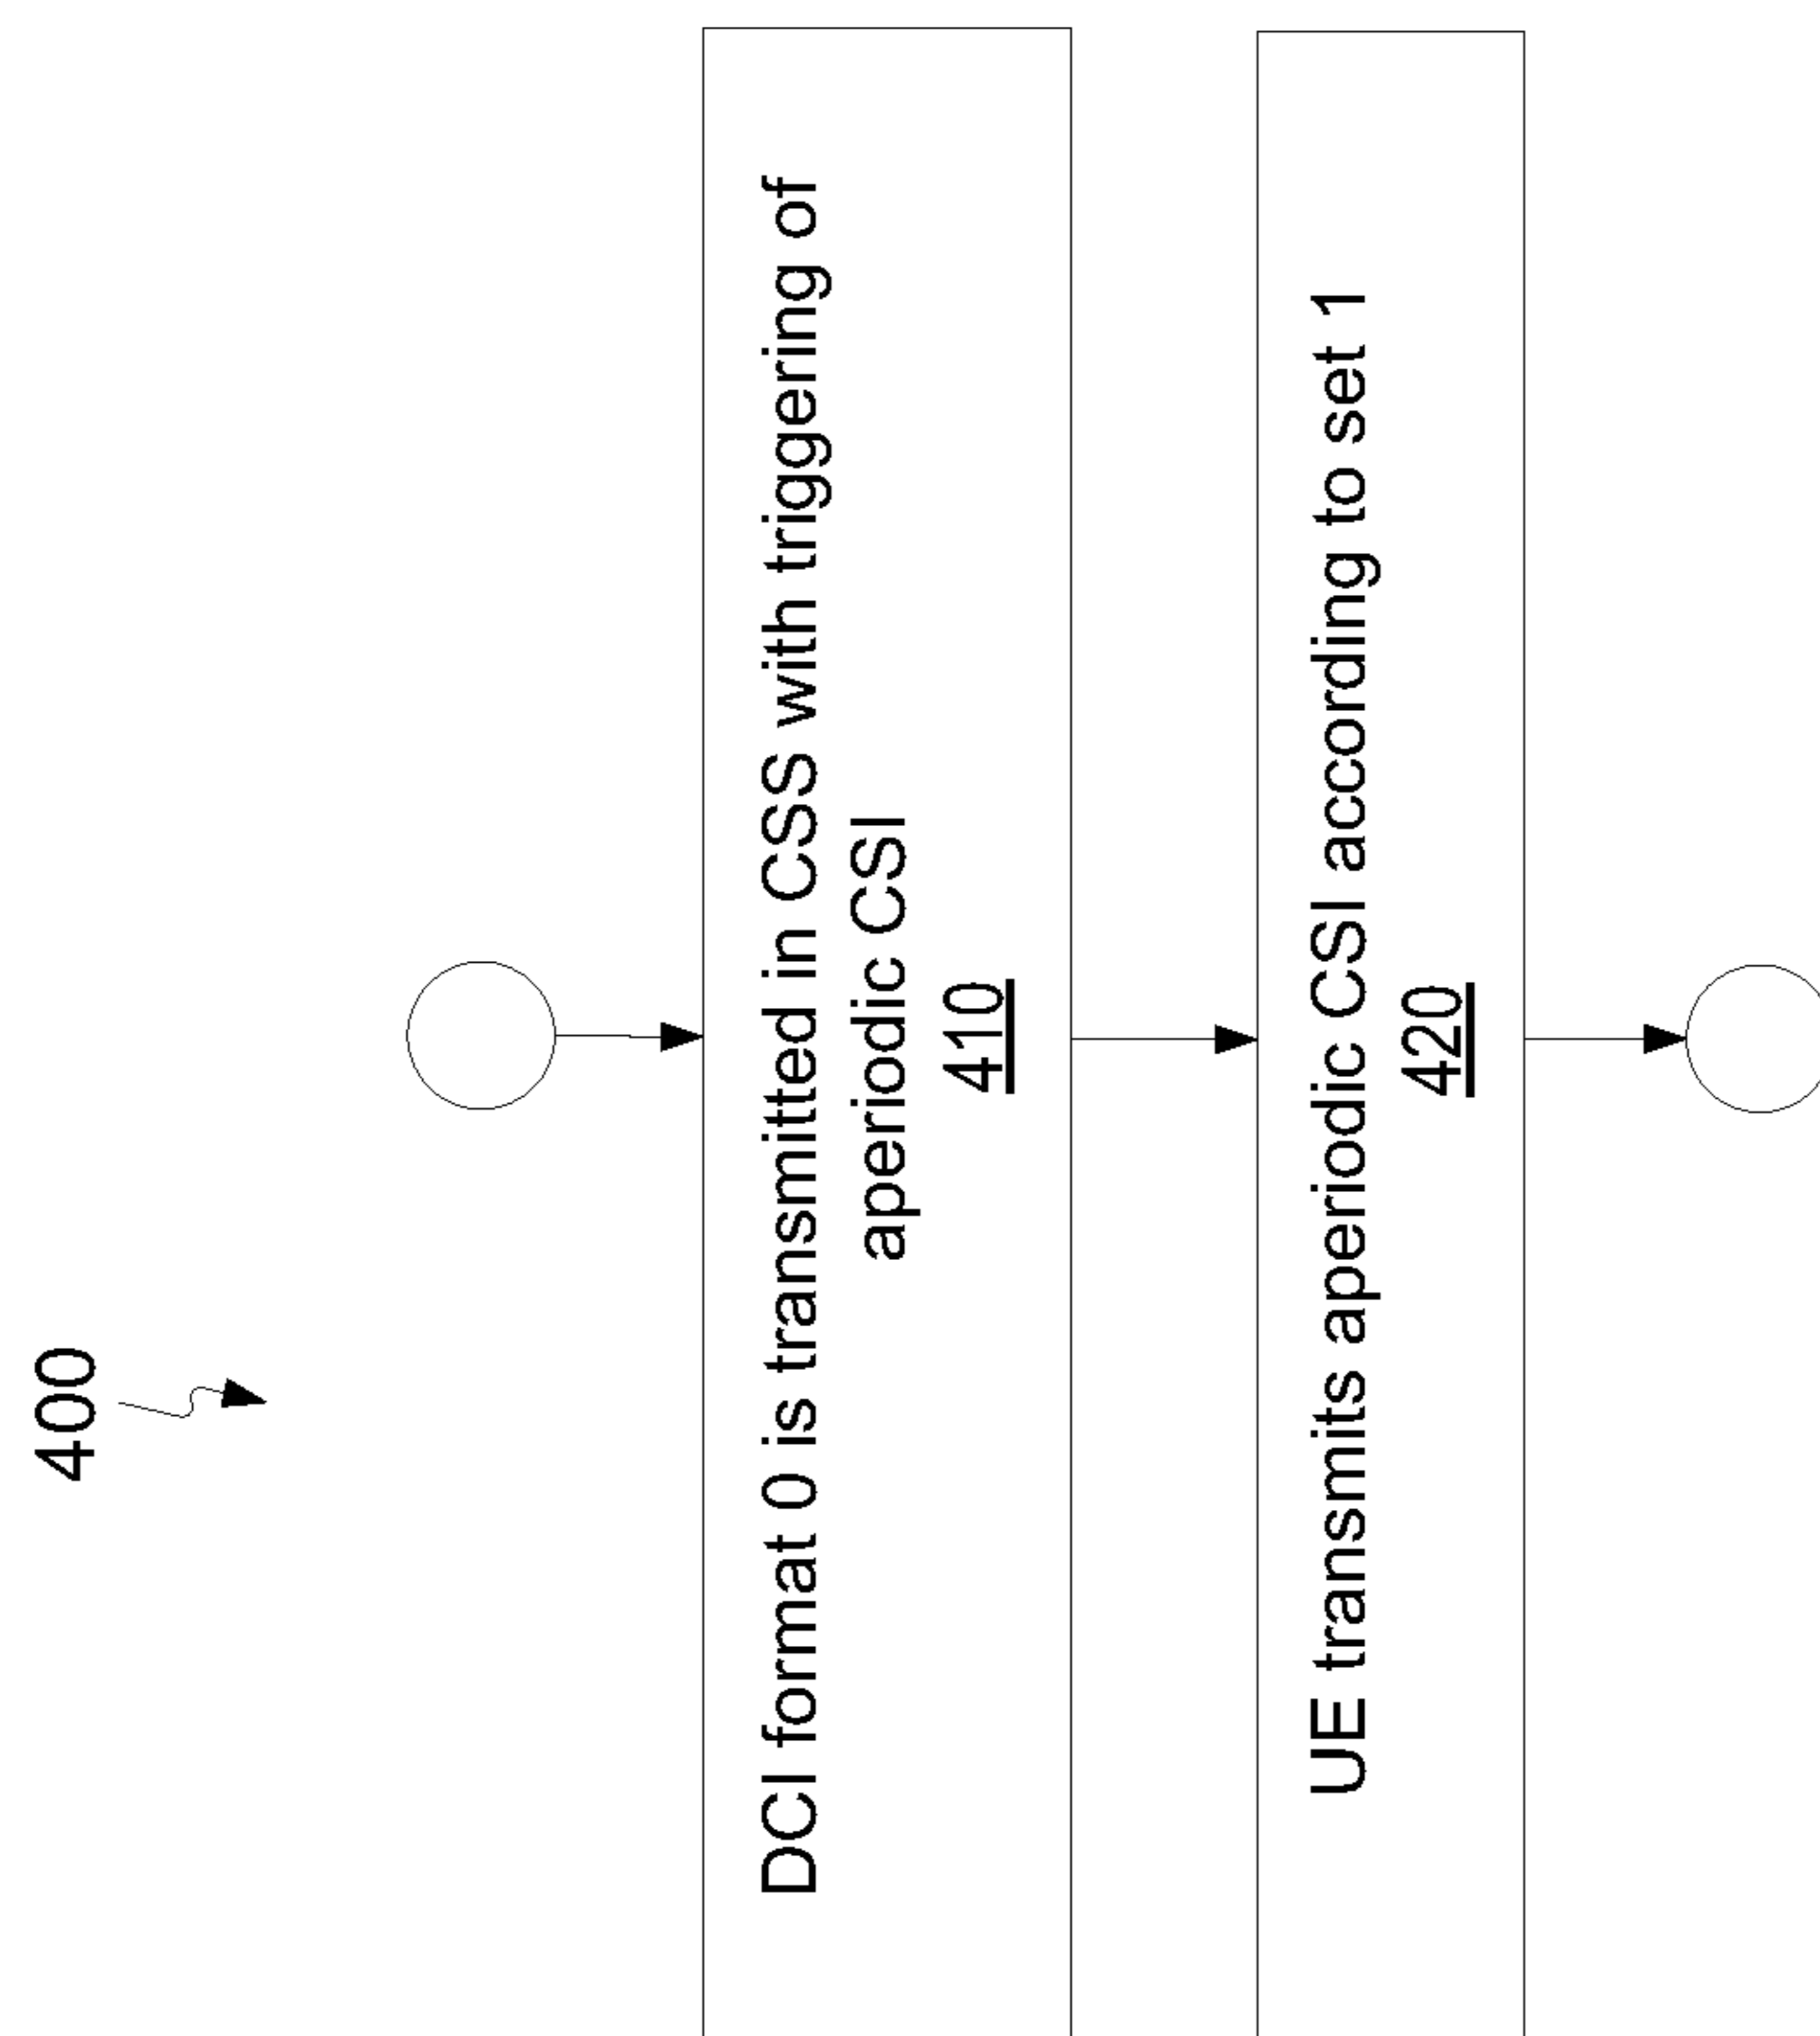 400
DCI format 0 is transmitted in CSS with triggering of
aperiodic CSI
410
UE transmits aperiodic CSI according to set 1
420